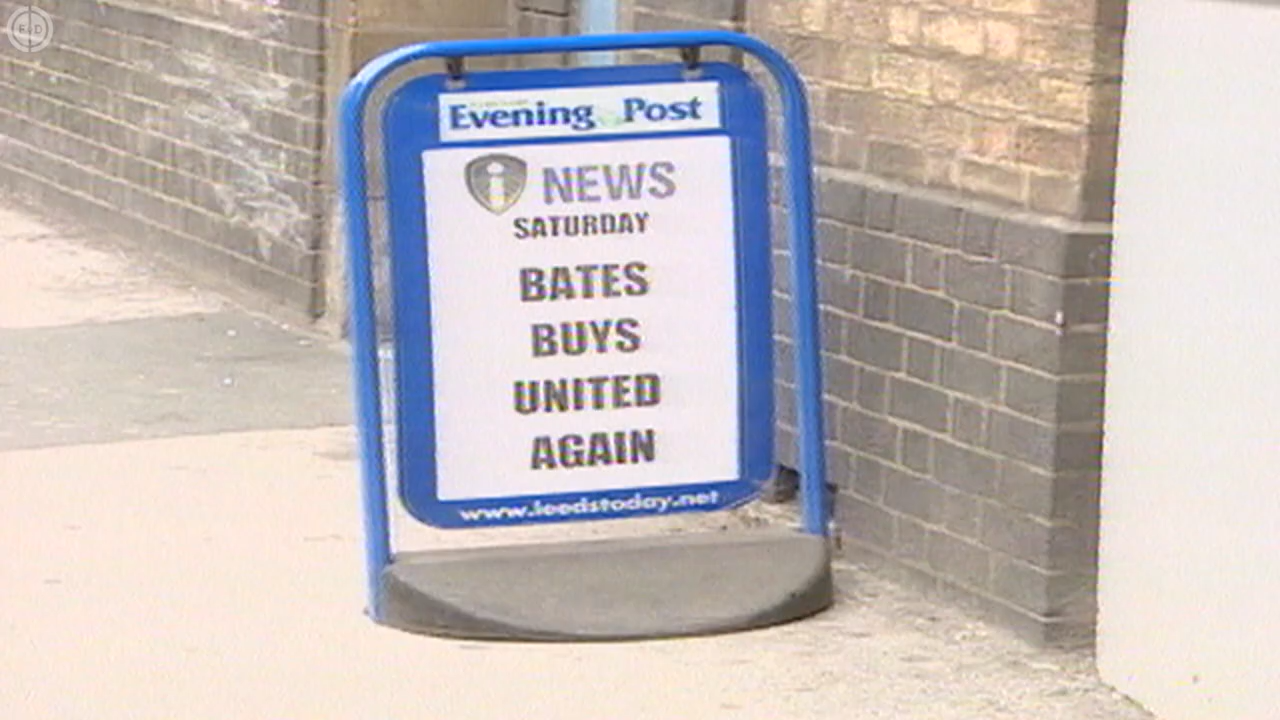 E&D
Evening Post
NEWS
SATURDAY
BATES
BUYS
UNITED
AGAIN
www.leedstoday.net